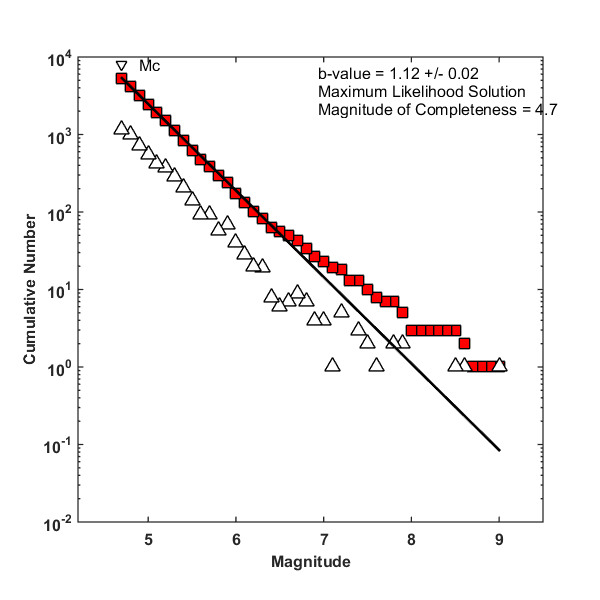 Mc
b-value = 1.12 +/- 0.02
Maximum Likelihood Solution
Magnitude of Completeness = 4.7
10^4
10^3
10^2
10^1
10^0
10^-1
10^-2
Cumulative Number
5 6 7 8 9
Magnitude